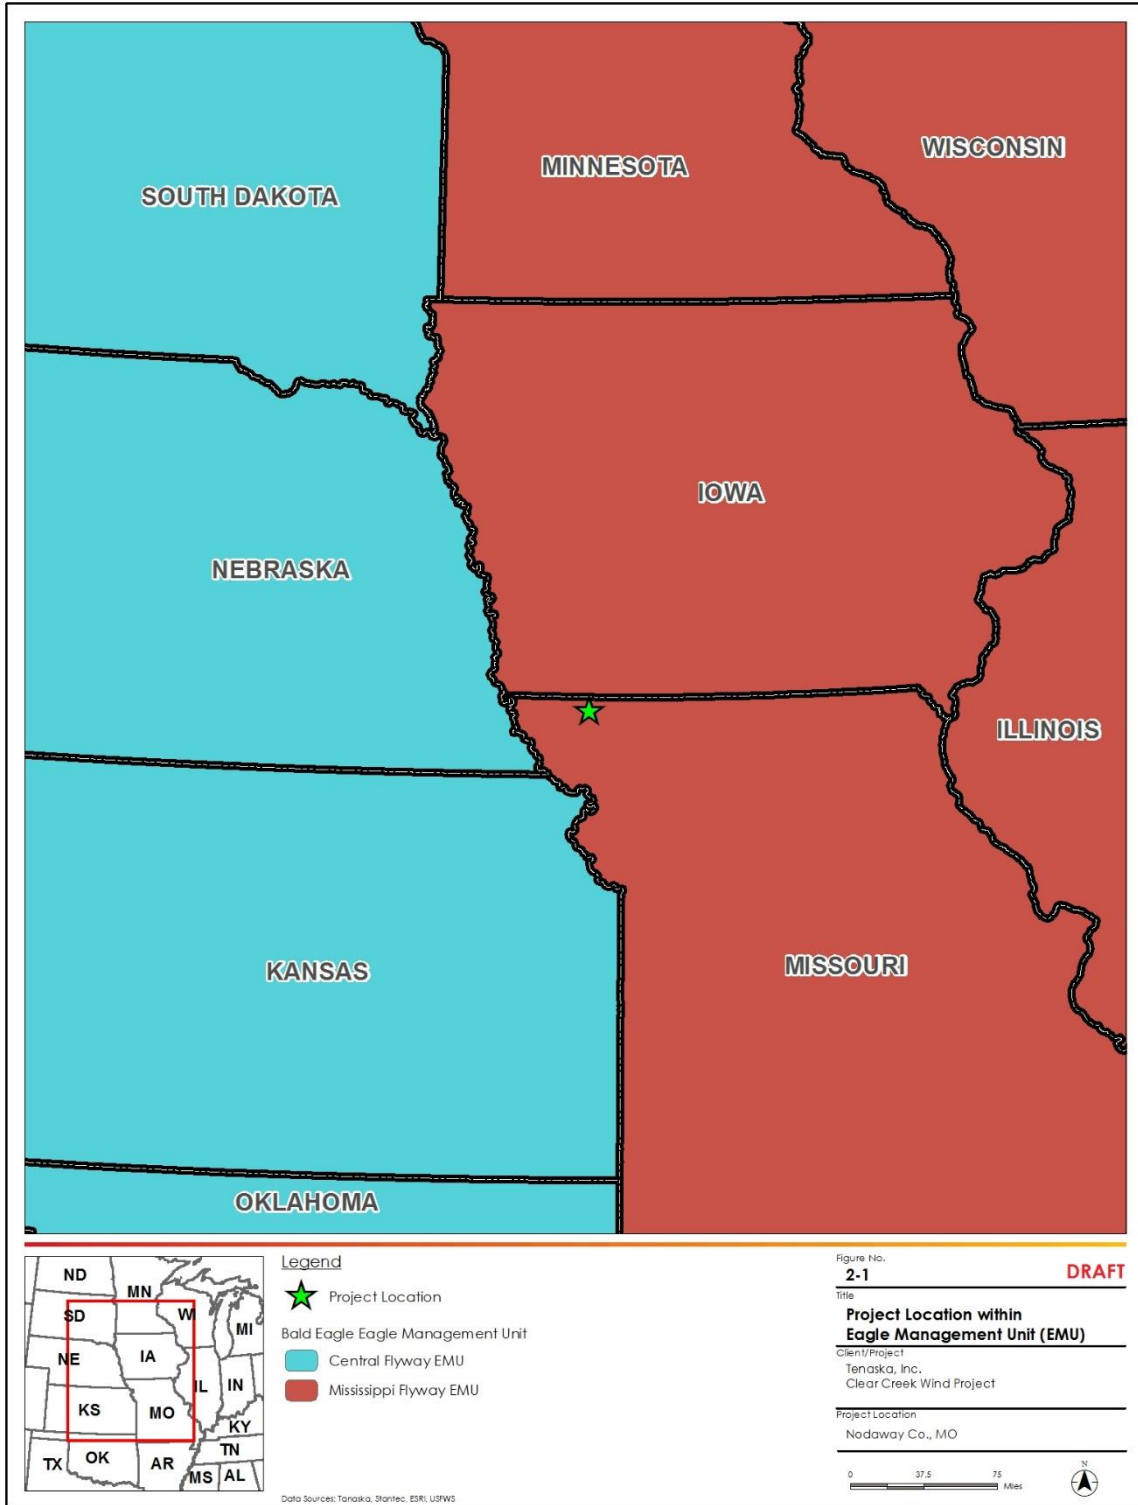 WISCONSIN
MINNESOTA
SOUTH DAKOTA
IOWA
NEBRASKA
ILLINOIS
MISSOURI
KANSAS
OKLAHOMA
ND
MN
SD
WI
MI
NE
IA
IL
IN
KS
MO
KY
TN
TX
OK
AR
MS
AL
Legend
Project Location
Bald Eagle Eagle Management Unit
Central Flyway EMU
Mississippi Flyway EMU
Data Sources: Tanaska, Stantec, ESRI, USFWS
Figure No.
2-1
DRAFT
Title
Project Location within
Eagle Management Unit (EMU)
Client/Project
Tenaska, Inc.
Clear Creek Wind Project
Project Location
Nodaway Co., MO
0 37.5 75
Miles
N